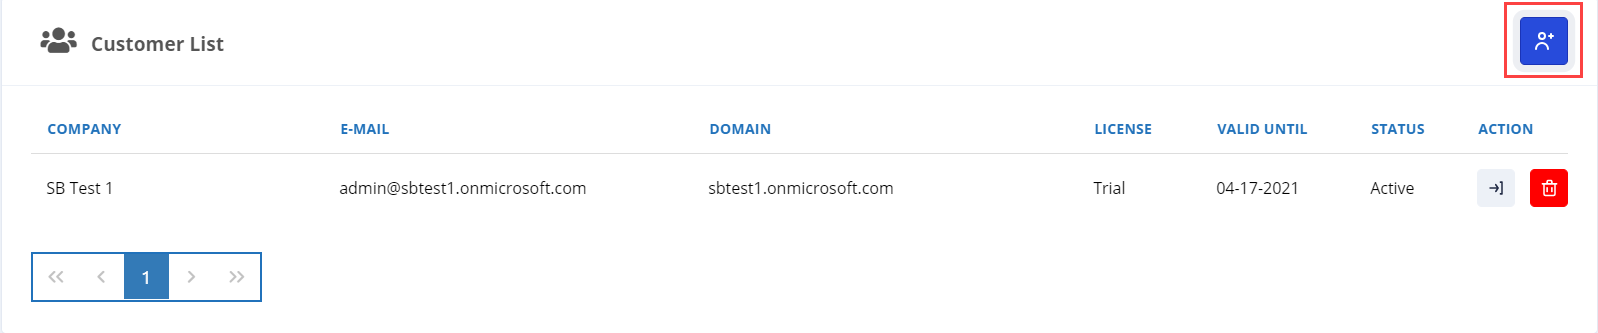 Customer List
COMPANY E-MAIL DOMAIN LICENSE VALID UNTIL STATUS ACTION
SB Test 1 admin@sbtest1.onmicrosoft.com sbtest1.onmicrosoft.com Trial 04-17-2021 Active
1